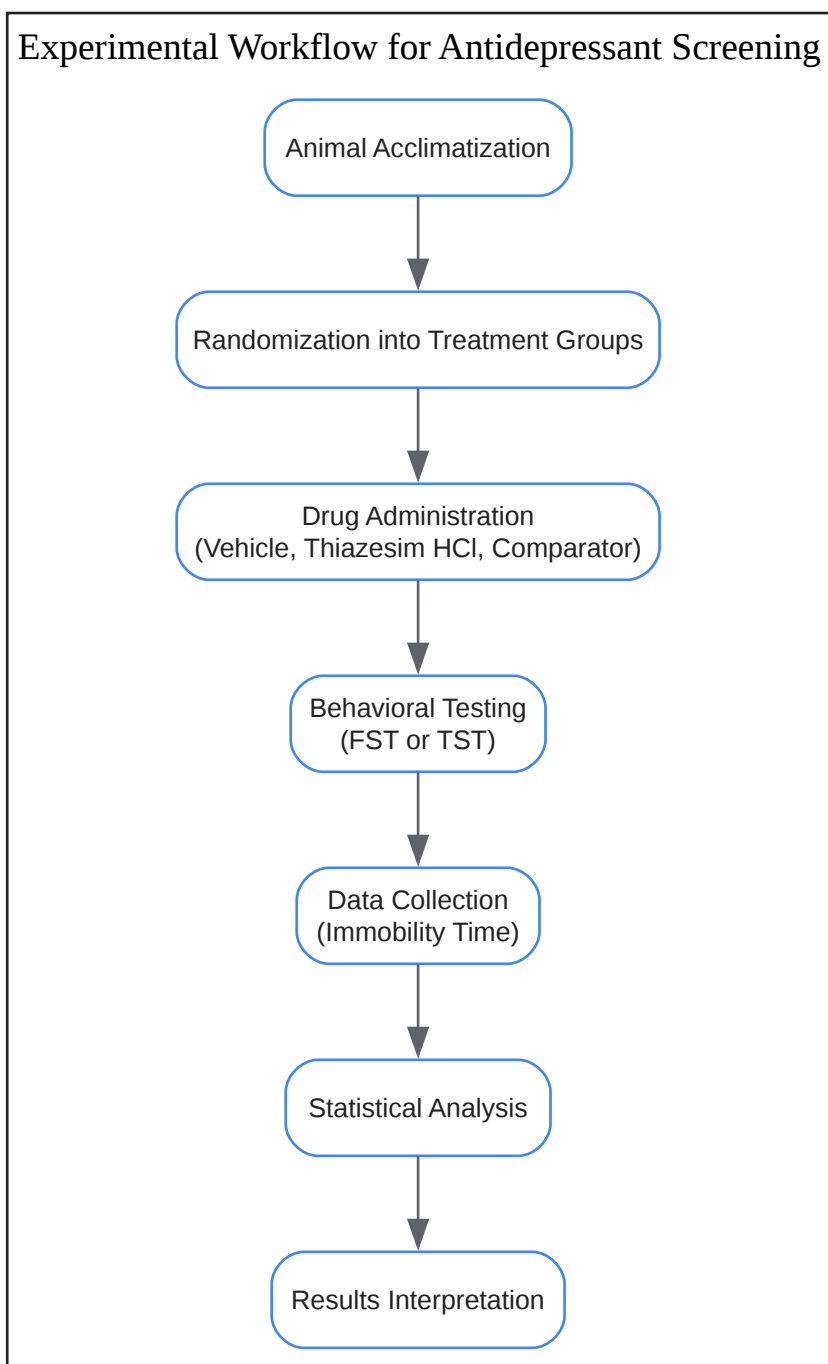 Experimental Workflow for Antidepressant Screening
Animal Acclimatization
Randomization into Treatment Groups
Drug Administration
(Vehicle, Thiazesim HCl, Comparator)
Behavioral Testing
(FST or TST)
Data Collection
(Immobility Time)
Statistical Analysis
Results Interpretation